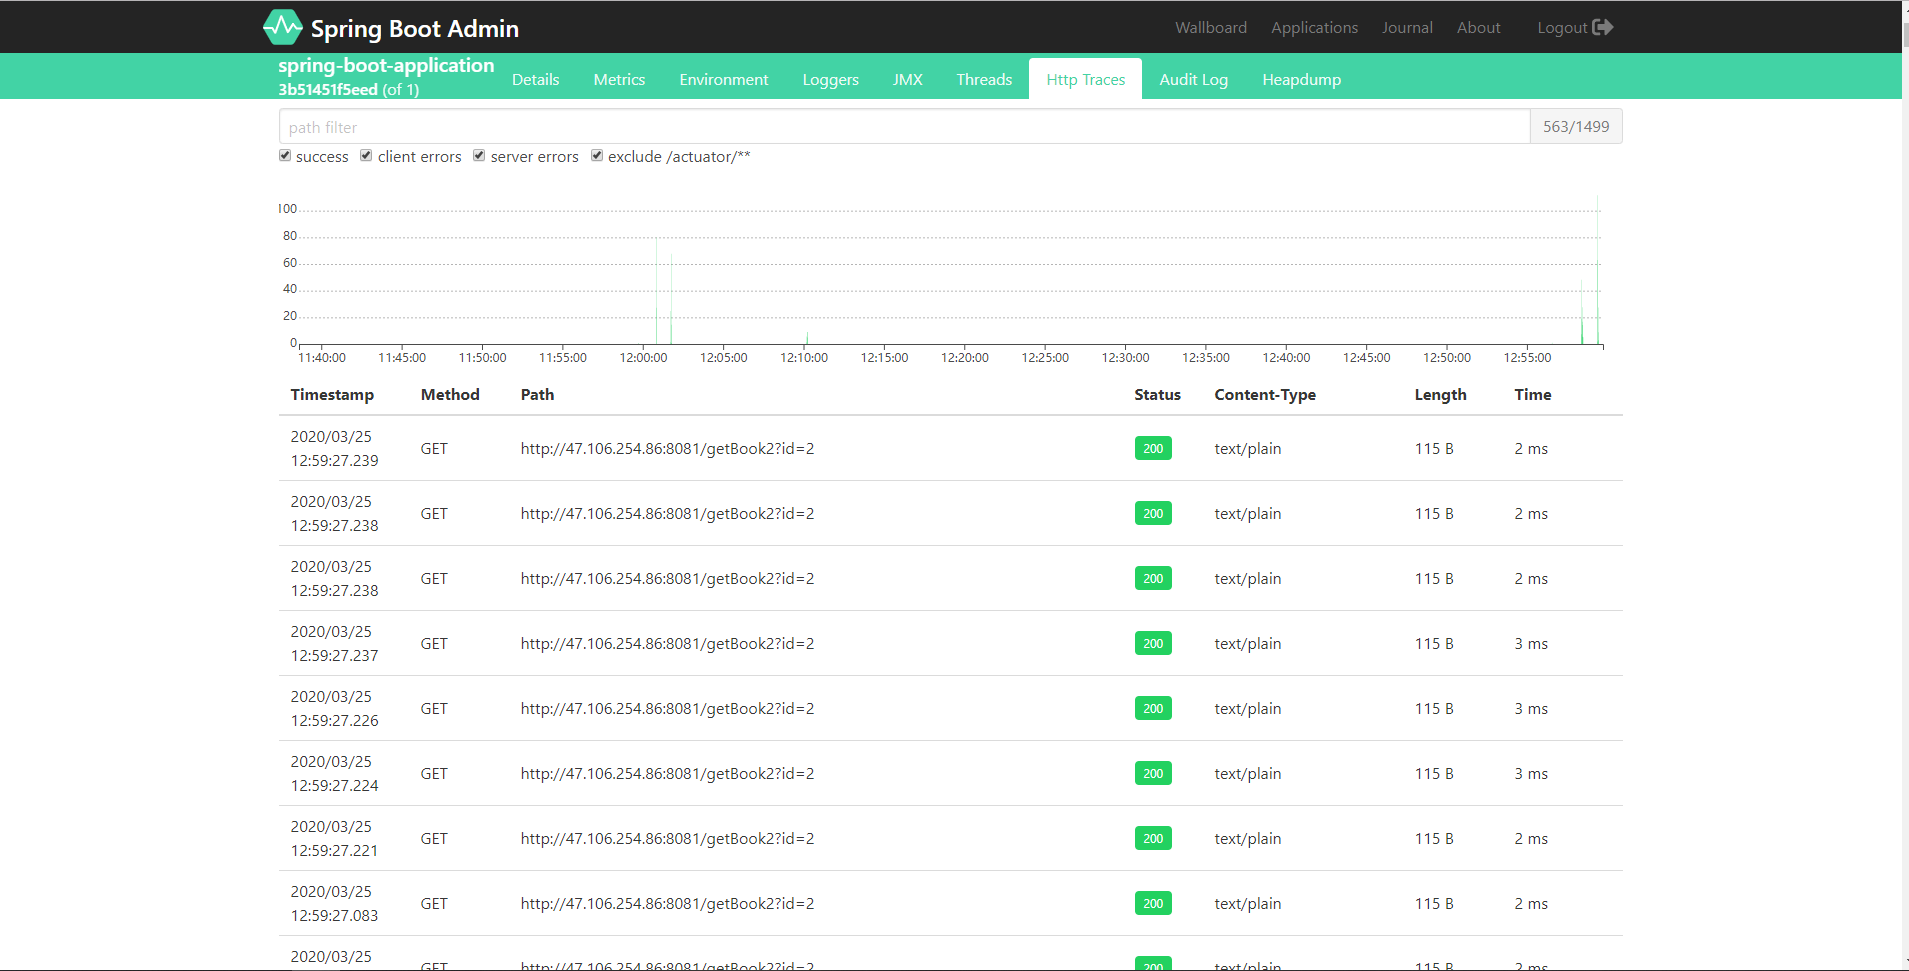 Spring Boot Admin Wallboard Applications Journal About Logout
spring-boot-application
3b51451f5eed (of 1)
Details Metrics Environment Loggers JMX Threads Http Traces Audit Log Heapdump
path filter 563/1499
success client errors server errors exclude /actuator/**
100
80
60
40
20
0
11:40:00 11:45:00 11:50:00 11:55:00 12:00:00 12:05:00 12:10:00 12:15:00 12:20:00 12:25:00 12:30:00 12:35:00 12:40:00 12:45:00 12:50:00 12:55:00
Timestamp Method Path Status Content-Type Length Time
2020/03/25
12:59:27.239 GET http://47.106.254.86:8081/getBook2?id=2 200 text/plain 115 B 2 ms
2020/03/25
12:59:27.238 GET http://47.106.254.86:8081/getBook2?id=2 200 text/plain 115 B 2 ms
2020/03/25
12:59:27.238 GET http://47.106.254.86:8081/getBook2?id=2 200 text/plain 115 B 2 ms
2020/03/25
12:59:27.237 GET http://47.106.254.86:8081/getBook2?id=2 200 text/plain 115 B 3 ms
2020/03/25
12:59:27.226 GET http://47.106.254.86:8081/getBook2?id=2 200 text/plain 115 B 3 ms
2020/03/25
12:59:27.224 GET http://47.106.254.86:8081/getBook2?id=2 200 text/plain 115 B 3 ms
2020/03/25
12:59:27.221 GET http://47.106.254.86:8081/getBook2?id=2 200 text/plain 115 B 2 ms
2020/03/25
12:59:27.083 GET http://47.106.254.86:8081/getBook2?id=2 200 text/plain 115 B 2 ms
2020/03/25
GET http://47.106.254.86:8081/getBook2?id=2 200 text/plain 115 B 2 ms